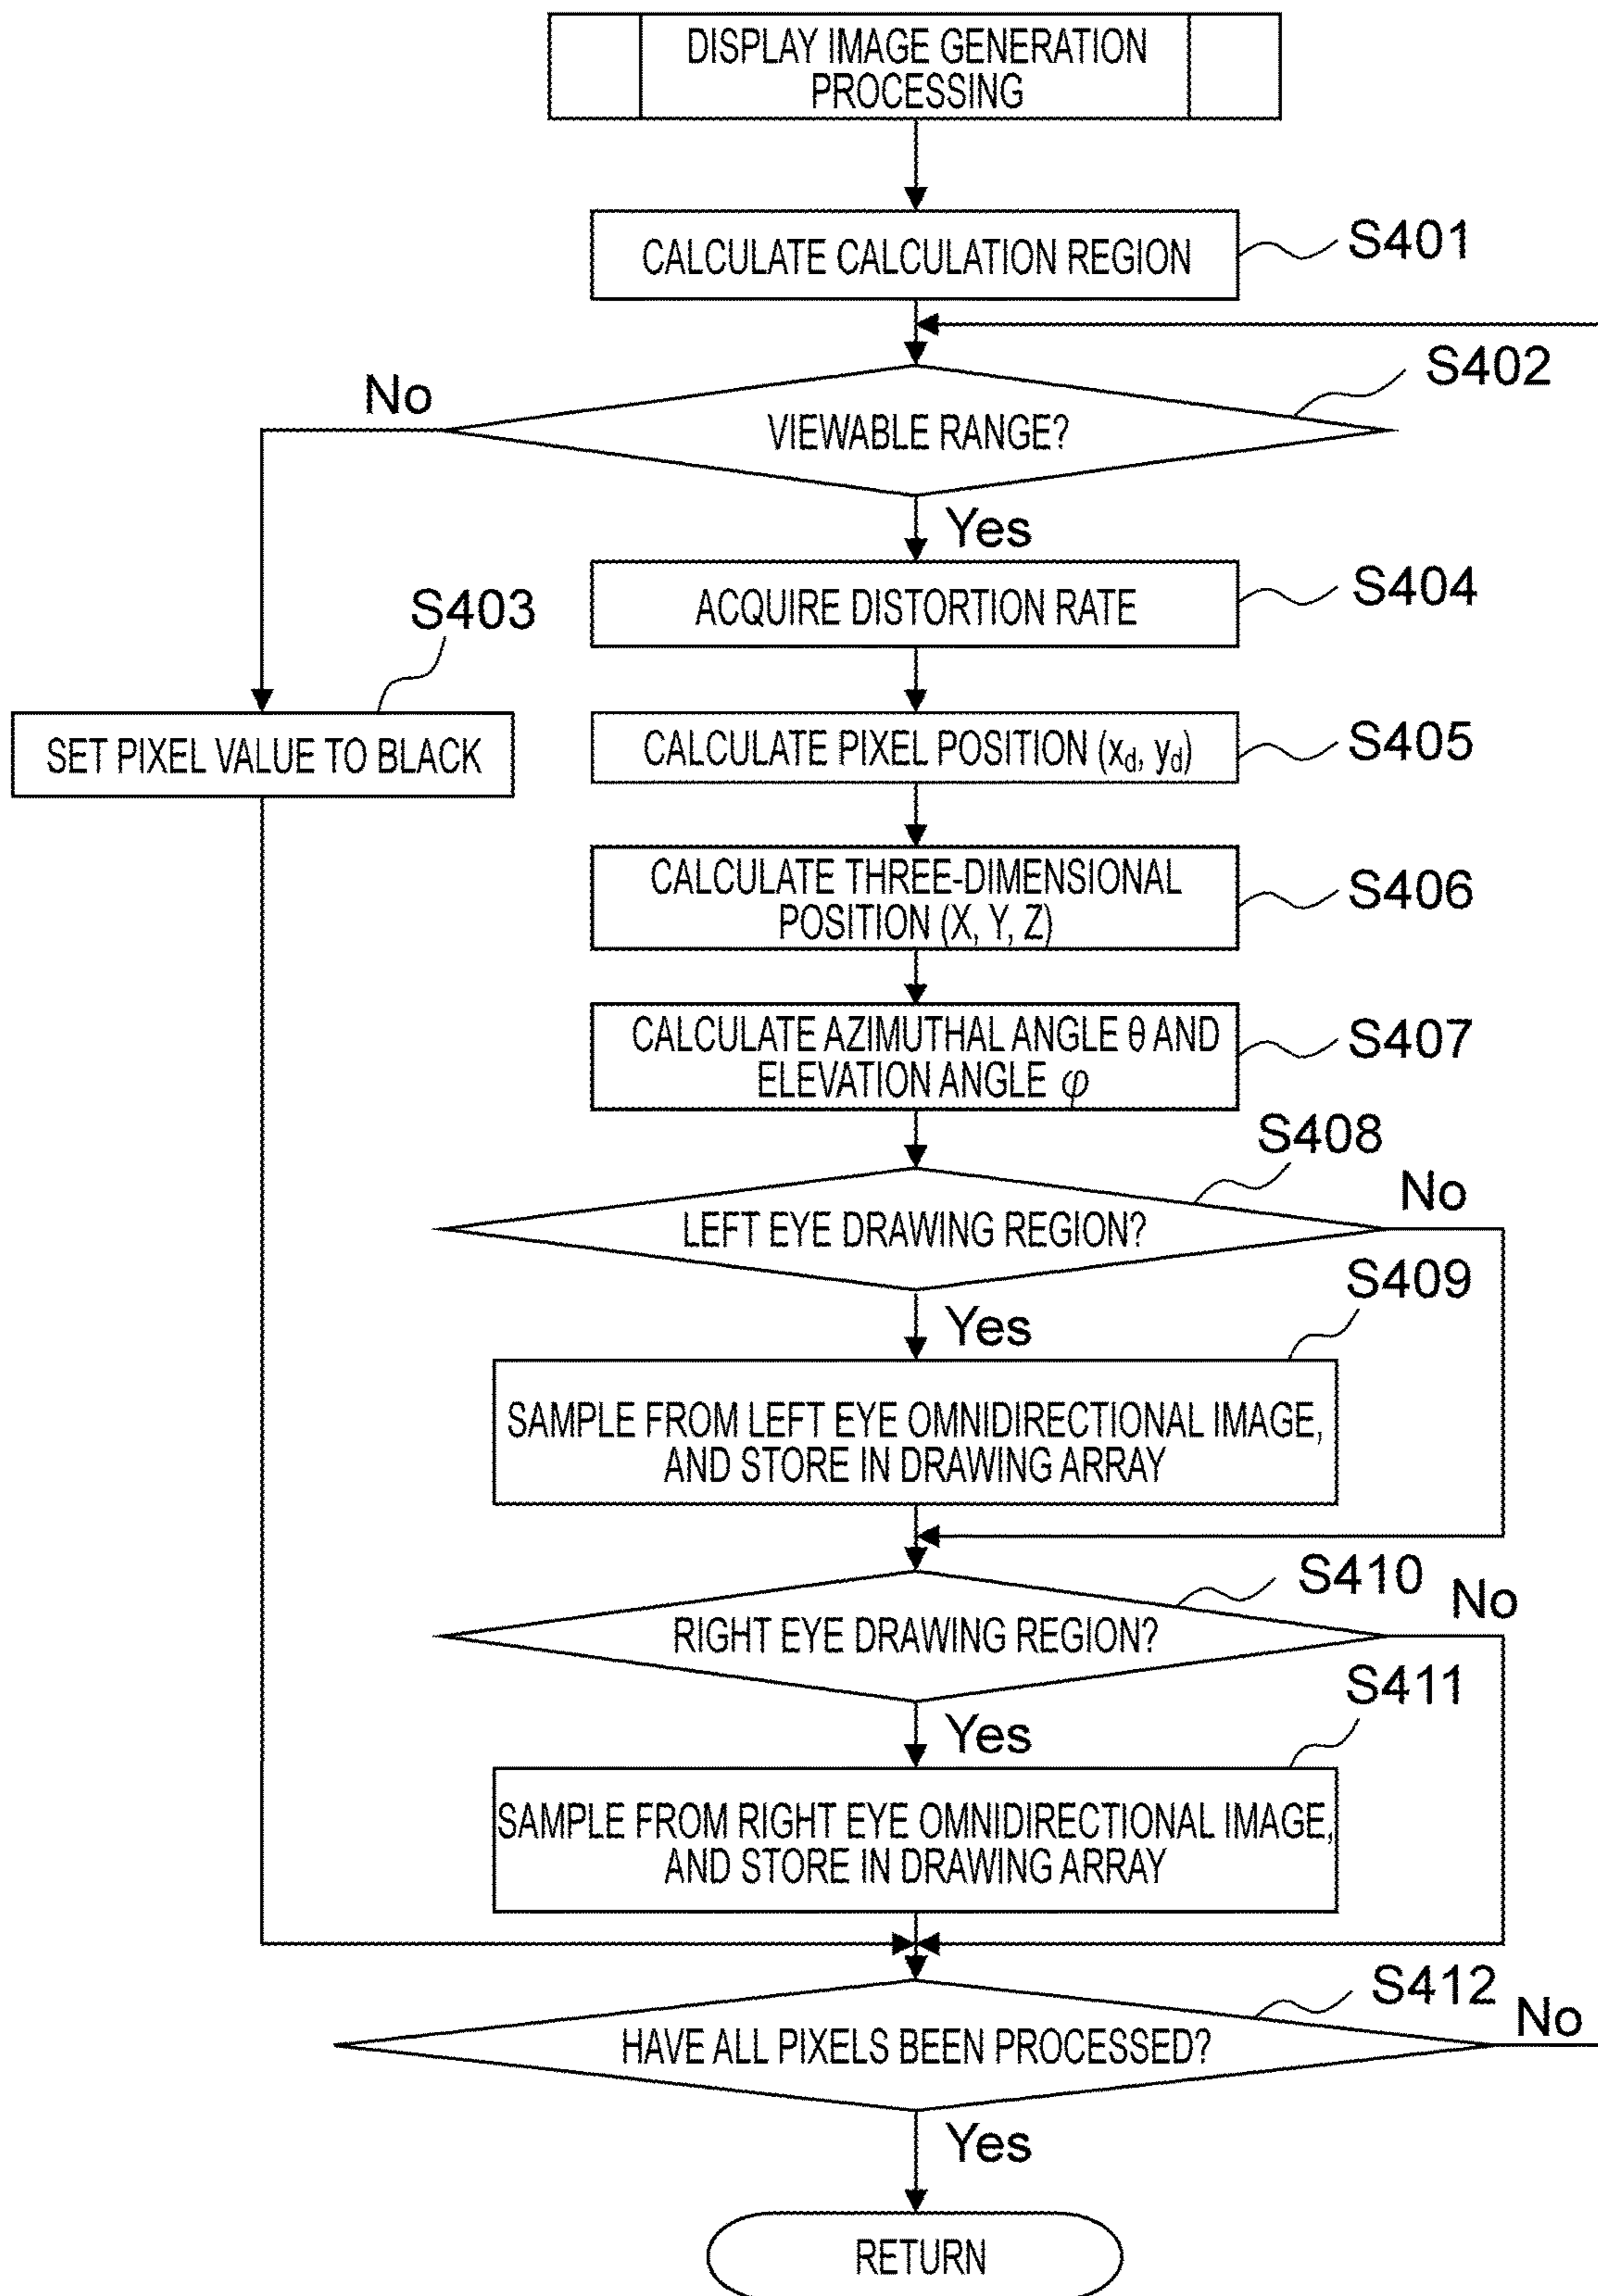 DISPLAY IMAGE GENERATION
PROCESSING
CALCULATE CALCULATION REGION
S401
S402
No
VIEWABLE RANGE?
Yes
S404
ACQUIRE DISTORTION RATE
S403
SET PIXEL VALUE TO BLACK
CALCULATE PIXEL POSITION (xd, yd)
S405
CALCULATE THREE-DIMENSIONAL
POSITION (X, Y, Z)
S406
CALCULATE AZIMUTHAL ANGLE θ AND
ELEVATION ANGLE φ
S407
S408
No
LEFT EYE DRAWING REGION?
S409
Yes
SAMPLE FROM LEFT EYE OMNIDIRECTIONAL IMAGE,
AND STORE IN DRAWING ARRAY
S410
No
RIGHT EYE DRAWING REGION?
S411
Yes
SAMPLE FROM RIGHT EYE OMNIDIRECTIONAL IMAGE,
AND STORE IN DRAWING ARRAY
S412
No
HAVE ALL PIXELS BEEN PROCESSED?
Yes
RETURN